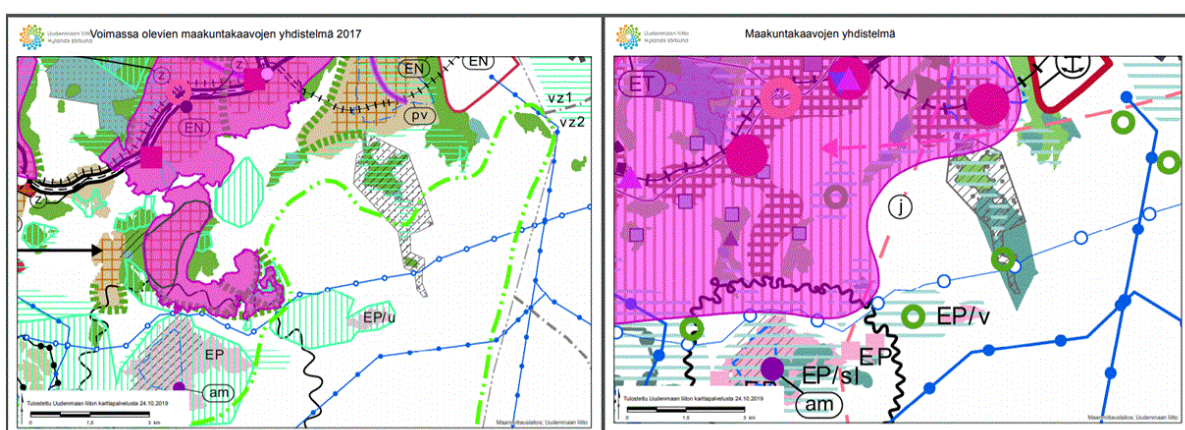 Uudenmaan liitto
Nylands förbund
Voimassa olevien maakuntakaavojen yhdistelmä 2017
z
z
EN
EN
pv
EN
vz1
vz2
z
EP/u
EP
am
Tulostettu Uudenmaan liiton karttapalvelusta 24.10.2019
0 1,5 3 km
Maanmittauslaitos; Uudenmaan liitto
Uudenmaan liitto
Nylands förbund
Maakuntakaavojen yhdistelmä
ET
j
EP/v
EP
EP/sl
am
Tulostettu Uudenmaan liiton karttapalvelusta 24.10.2019
0 1,5 3 km
Maanmittauslaitos; Uudenmaan liitto